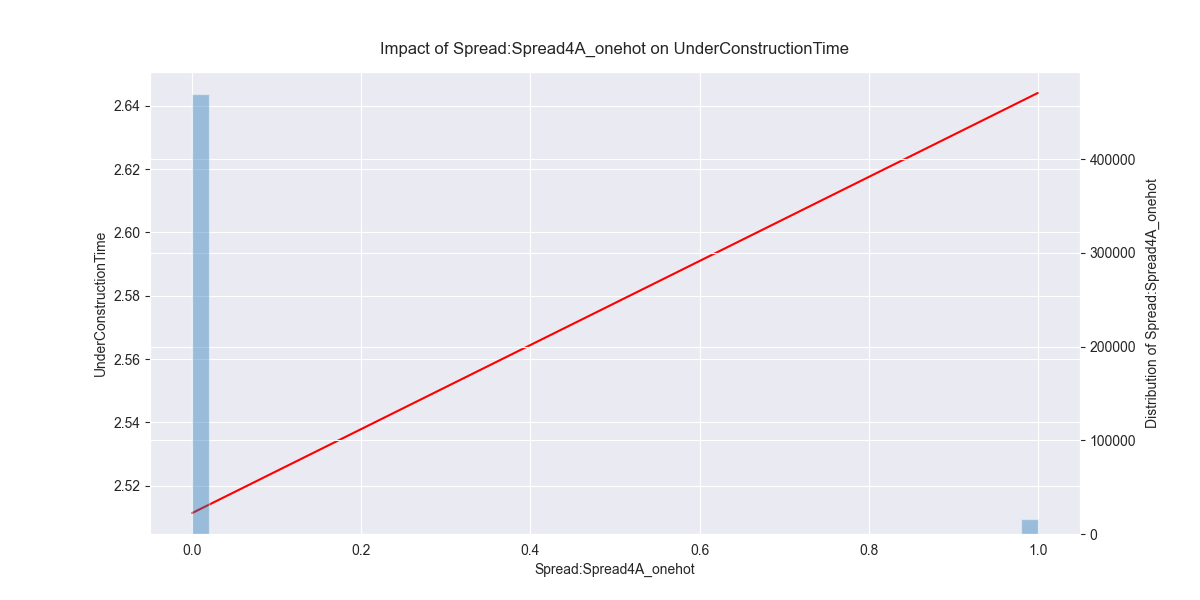 Impact of Spread:Spread4A_onehot on UnderConstructionTime
UnderConstructionTime
2.64
2.62
2.60
2.58
2.56
2.54
2.52
400000
300000
200000
100000
0
Distribution of Spread:Spread4A_onehot
0.0 0.2 0.4 0.6 0.8 1.0
Spread:Spread4A_onehot